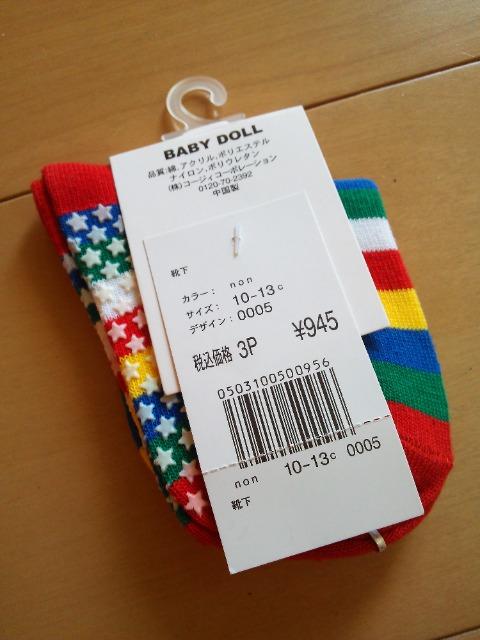 BABY DOLL
品質:綿、アクリル、ポリエステル
ナイロン、ポリウレタン
(株)コージィコーポレーション
0120-70-2392
中国製
靴下
カラー: non
サイズ: 10-13c
デザイン: 0005
税込価格 3P ¥945
0503100500956
non 10-13c 0005
靴下